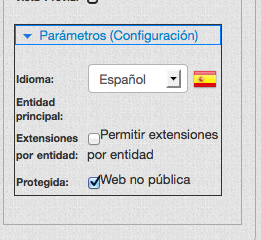 Parámetros (Configuración)
Idioma: Español
Entidad
principal:
Extensiones Permitir extensiones
por entidad: por entidad
Protegida: Web no pública